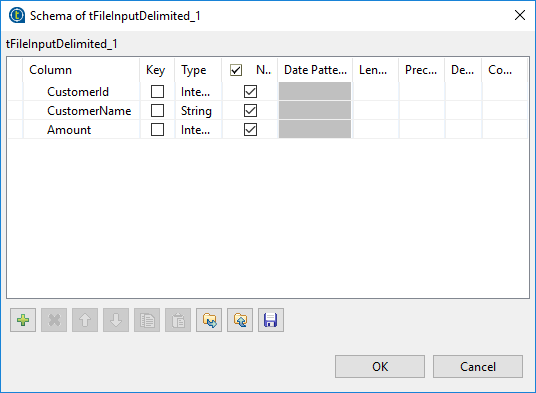 Schema of tFileInputDelimited_1
tFileInputDelimited_1
Column Key Type N.. Date Patte... Len... Prec... De... Co...
CustomerId Inte...
CustomerName String
Amount Inte...
OK Cancel